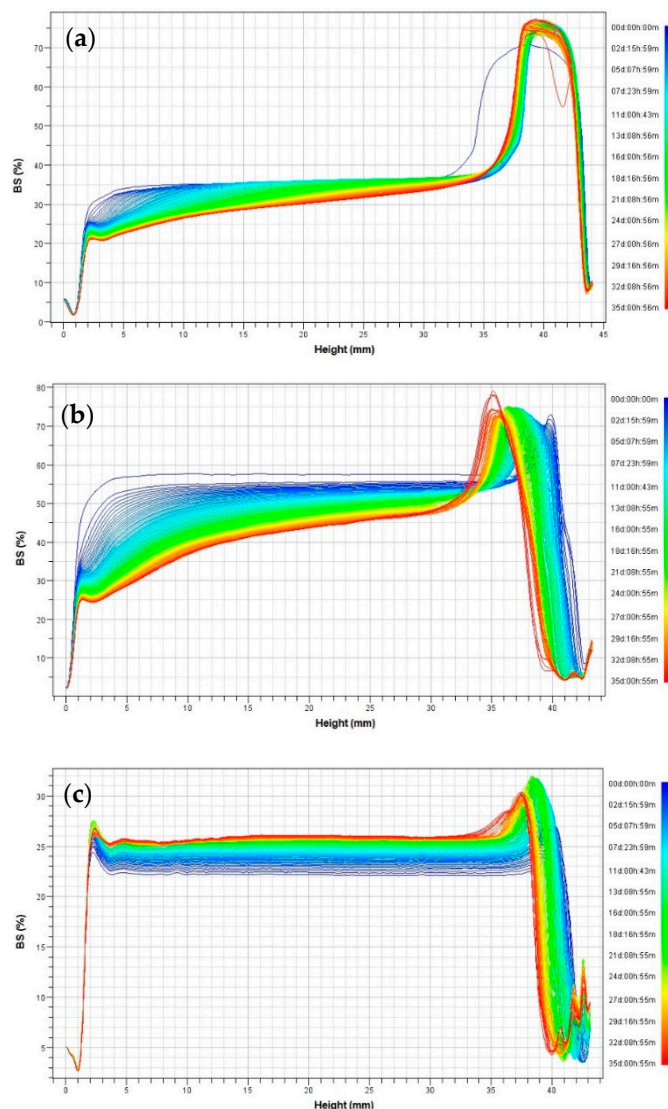 (a)
BS (%)
70
60
50
40
30
20
10
0
0 5 10 15 20 25 30 35 40 44
Height (mm)
00d:00h:00m
02d:15h:59m
05d:07h:59m
07d:23h:59m
11d:00h:43m
13d:08h:56m
16d:00h:56m
18d:16h:56m
21d:08h:56m
24d:00h:56m
27d:00h:56m
29d:16h:56m
32d:08h:56m
35d:00h:56m
(b)
BS (%)
80
70
60
50
40
30
20
10
0 5 10 15 20 25 30 35 40
Height (mm)
00d:00h:00m
02d:15h:59m
05d:07h:59m
07d:23h:59m
11d:00h:43m
13d:08h:55m
16d:00h:55m
18d:16h:55m
21d:08h:55m
24d:00h:55m
27d:00h:55m
29d:16h:55m
32d:08h:55m
35d:00h:55m
(c)
BS (%)
30
25
20
15
10
5
0 5 10 15 20 25 30 35 40
Height (mm)
00d:00h:00m
02d:15h:59m
05d:07h:59m
07d:23h:59m
11d:00h:43m
13d:08h:55m
16d:00h:55m
18d:16h:55m
21d:08h:55m
24d:00h:55m
27d:00h:55m
29d:16h:55m
32d:08h:55m
35d:00h:55m